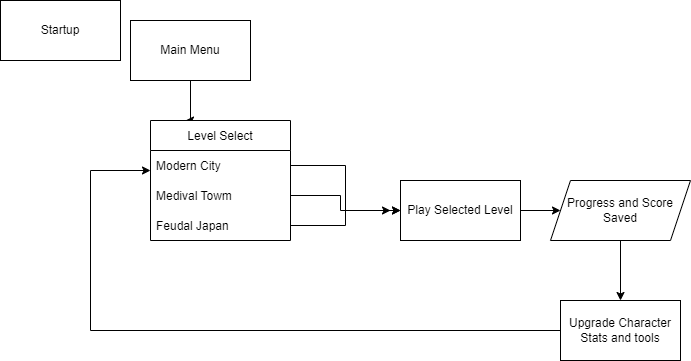 Startup
Main Menu
Level Select
Modern City
Medival Towm
Feudal Japan
Play Selected Level
Progress and Score
Saved
Upgrade Character
Stats and tools